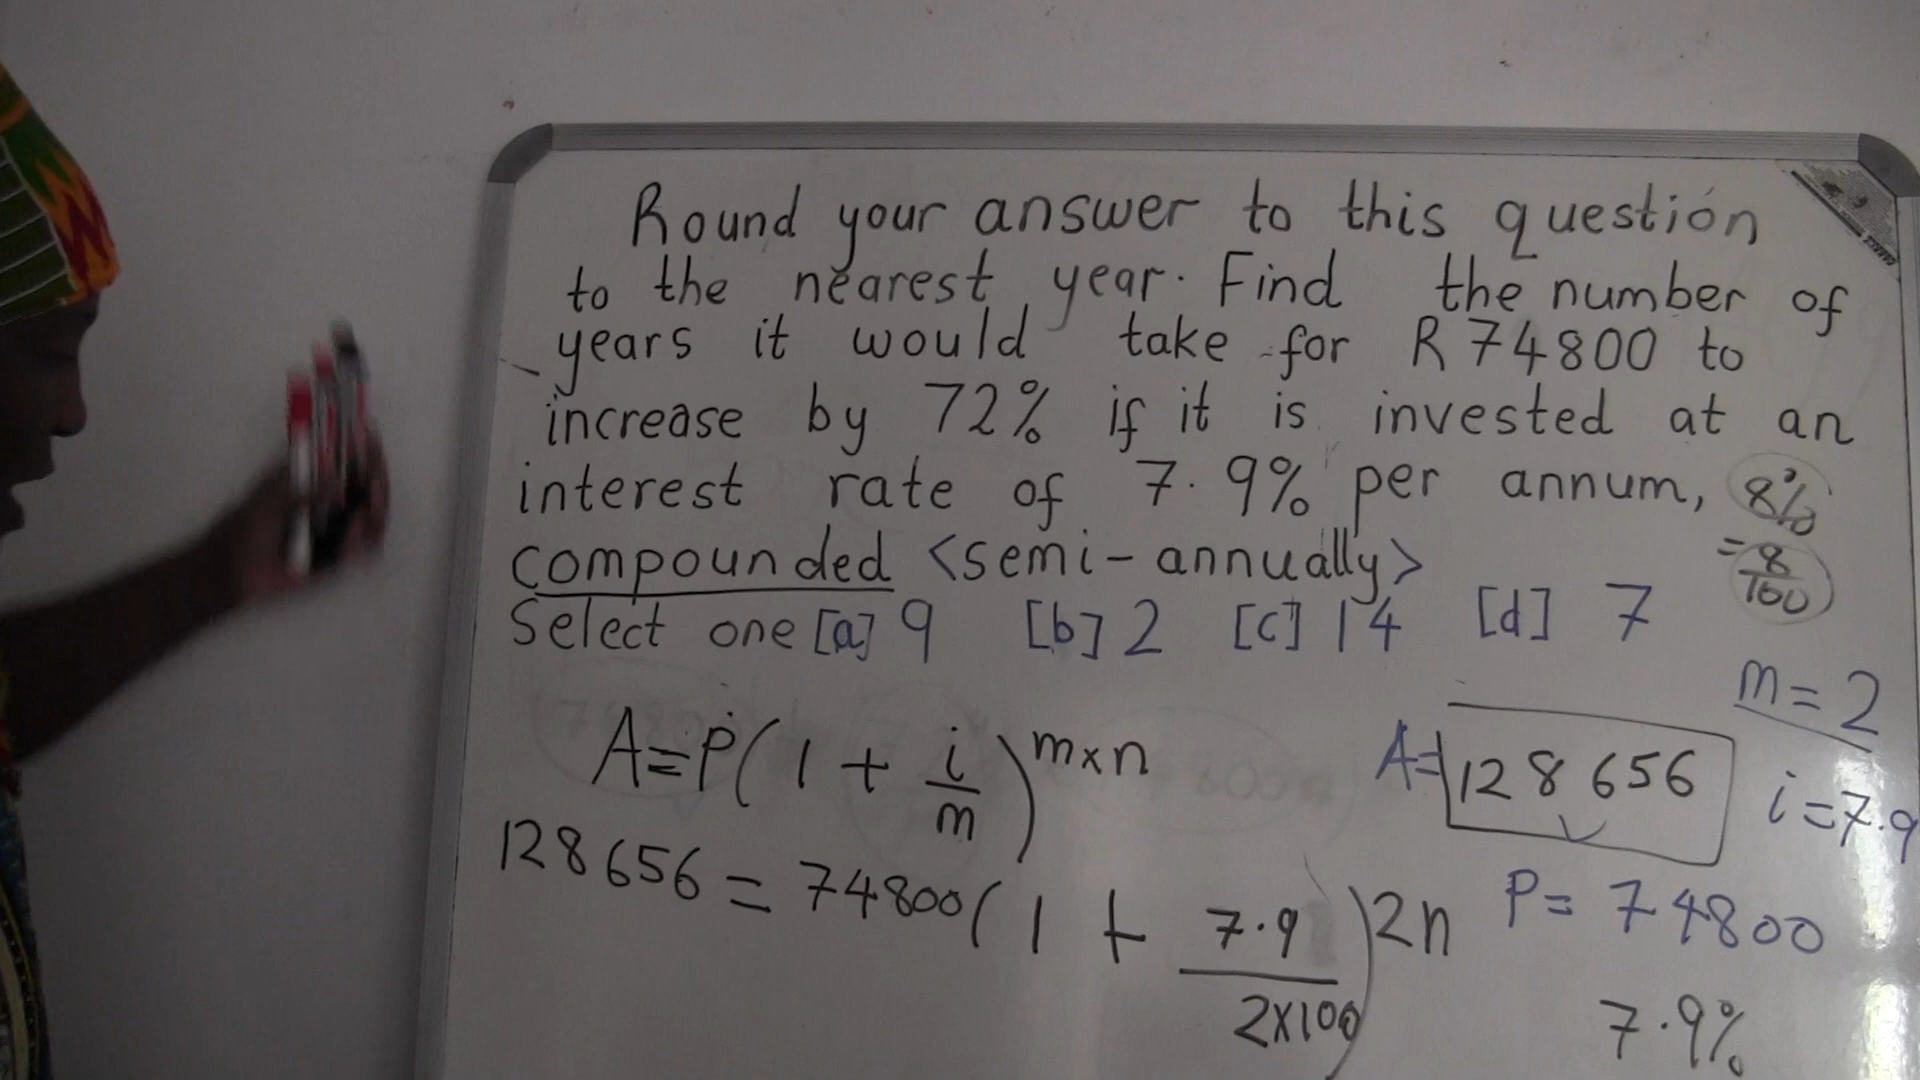 Round your answer to this question
to the nearest year. Find the number of
years it would take for R74800 to
increase by 72% if it is invested at an
interest rate of 7.9% per annum,
compounded <semi-annually>
Select one [a] 9 [b] 2 [c] 14 [d] 7
8%
= 8/100
m = 2
A = P(1 + i/m)^m×n
A = 128 656
i = 7.9
128 656 = 74800(1 + 7.9/2×100)^2n
P = 74800
7.9%